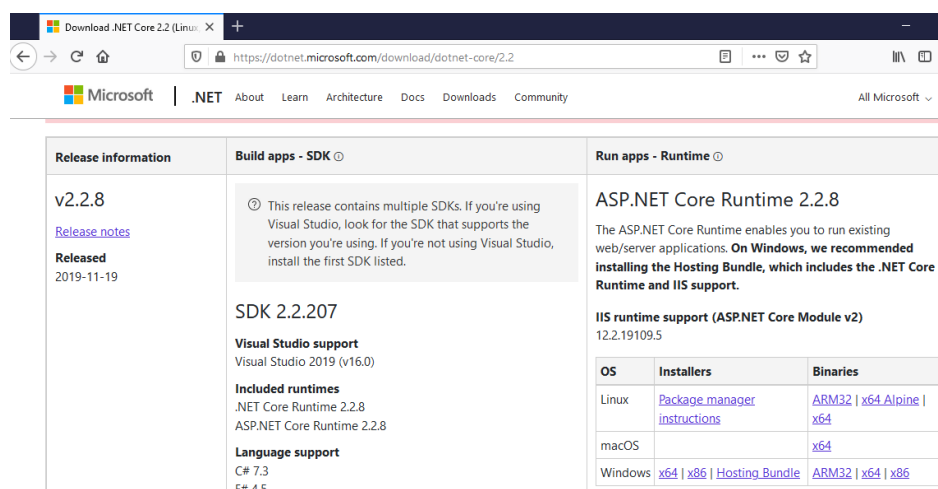 Download .NET Core 2.2 (Linux
https://dotnet.microsoft.com/download/dotnet-core/2.2
Microsoft
.NET About Learn Architecture Docs Downloads Community
All Microsoft
Release information
v2.2.8
Release notes
Released
2019-11-19
Build apps - SDK
This release contains multiple SDKs. If you're using
Visual Studio, look for the SDK that supports the
version you're using. If you're not using Visual Studio,
install the first SDK listed.
SDK 2.2.207
Visual Studio support
Visual Studio 2019 (v16.0)
Included runtimes
.NET Core Runtime 2.2.8
ASP.NET Core Runtime 2.2.8
Language support
C# 7.3
F# 4.5
Run apps - Runtime
ASP.NET Core Runtime 2.2.8
The ASP.NET Core Runtime enables you to run existing
web/server applications. On Windows, we recommended
installing the Hosting Bundle, which includes the .NET Core
Runtime and IIS support.
IIS runtime support (ASP.NET Core Module v2)
12.2.19109.5
OS Installers Binaries
Linux Package manager instructions ARM32 | x64 Alpine | x64
macOS x64
Windows x64 | x86 | Hosting Bundle ARM32 | x64 | x86